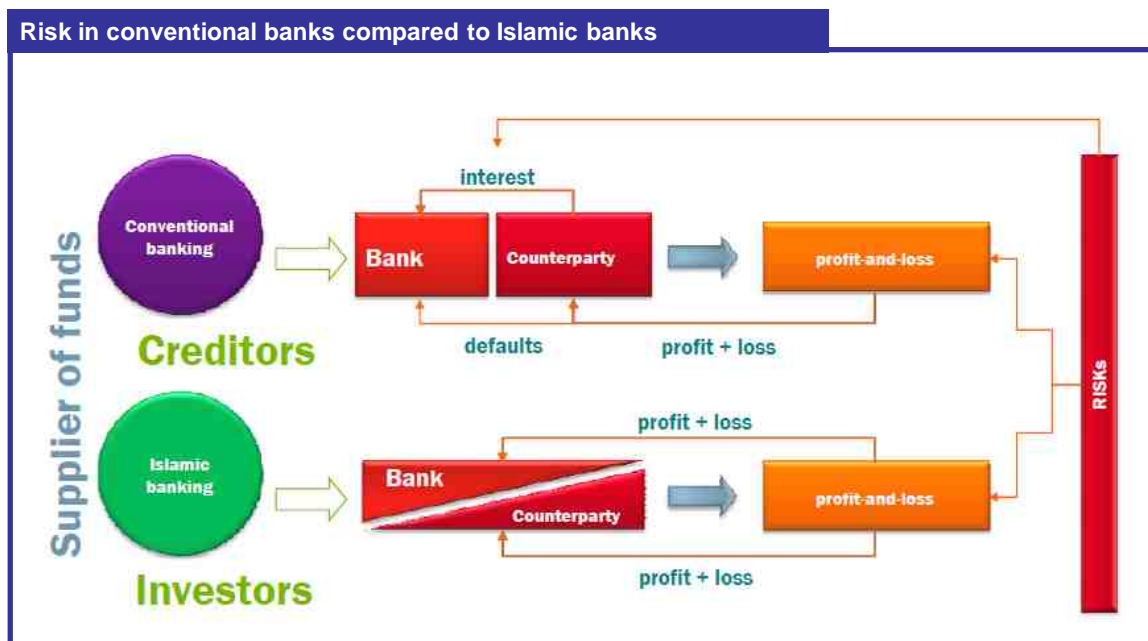 Risk in conventional banks compared to Islamic banks
Supplier of funds
interest
Conventional
banking
Bank
Counterparty
profit-and-loss
defaults
profit + loss
Creditors
RISKs
profit + loss
Islamic
banking
Bank
Counterparty
profit-and-loss
profit + loss
Investors